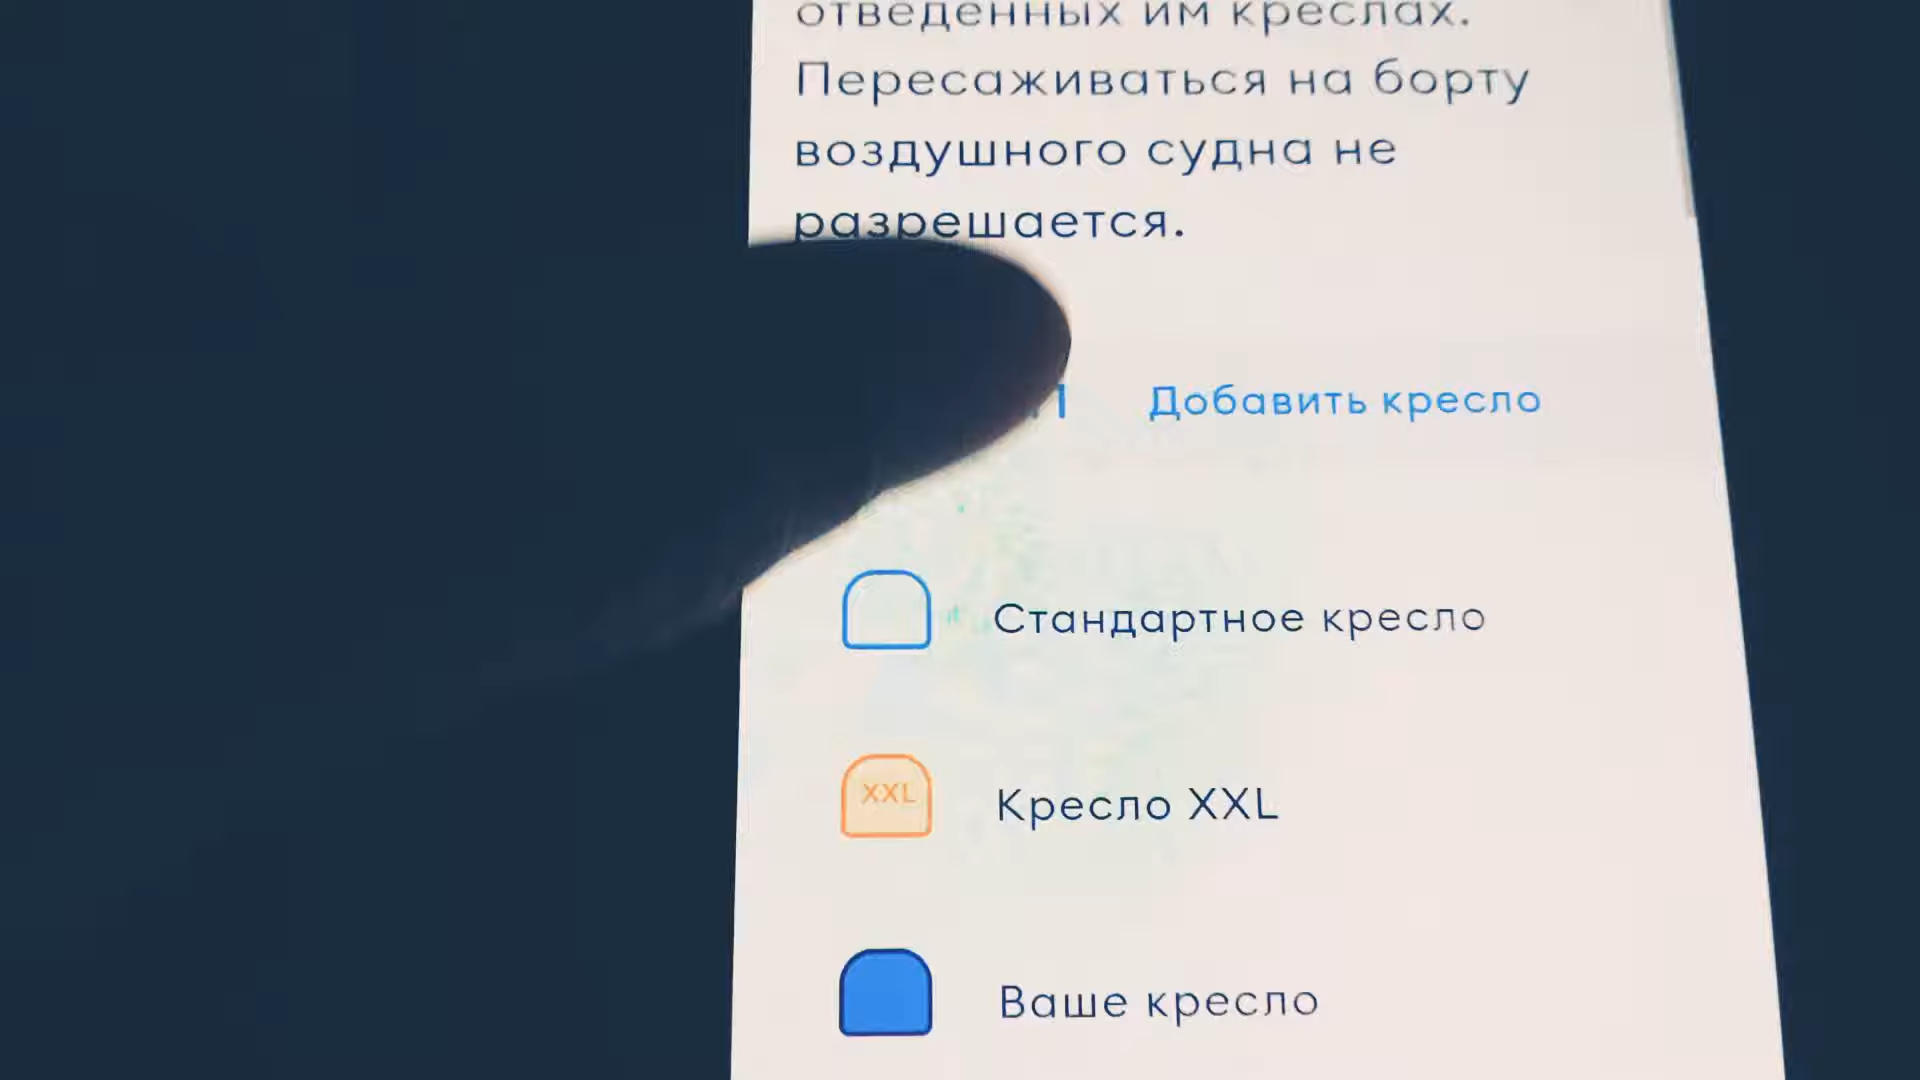 отведенных им креслах.
Пересаживаться на борту
воздушного судна не
разрешается.
Добавить кресло
Стандартное кресло
XXL
Кресло XXL
Ваше кресло